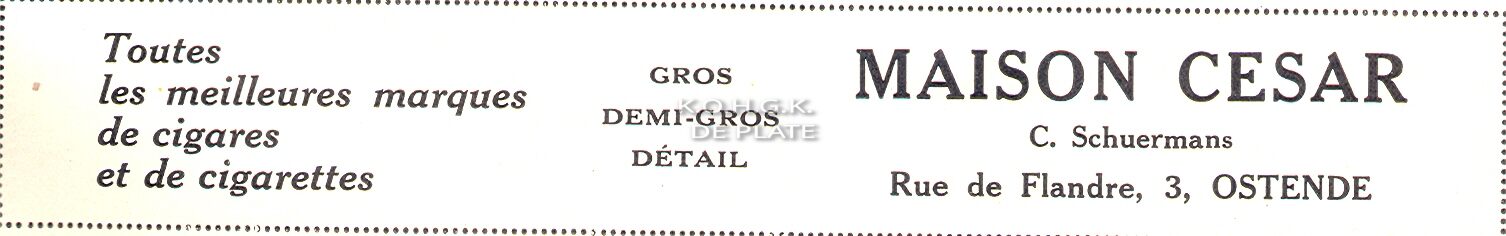 Toutes
les meilleures marques
de cigares
et de cigarettes
GROS
DEMI-GROS
DÉTAIL
K.O.H.G.K.
DE PLATE
MAISON CESAR
C. Schuermans
Rue de Flandre, 3, OSTENDE